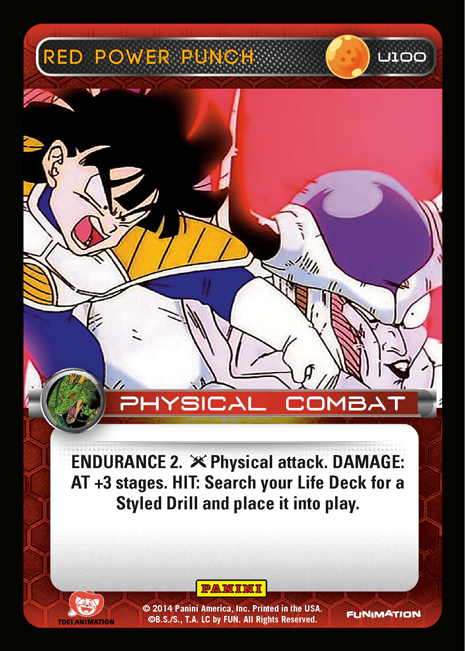 RED POWER PUNCH
U100
PHYSICAL COMBAT
ENDURANCE 2. Physical attack. DAMAGE:
AT +3 stages. HIT: Search your Life Deck for a
Styled Drill and place it into play.
PANINI
© 2014 Panini America, Inc. Printed in the USA.
©B.S./S., T.A. LC by FUN. All Rights Reserved.
TOEI ANIMATION
FUNIMATION